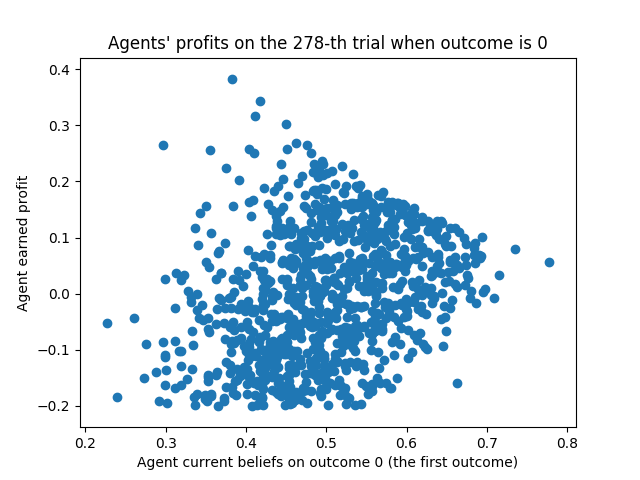 Agents' profits on the 278-th trial when outcome is 0
0.4
0.3
0.2
0.1
0.0
−0.1
−0.2
Agent earned profit
0.2 0.3 0.4 0.5 0.6 0.7 0.8
Agent current beliefs on outcome 0 (the first outcome)